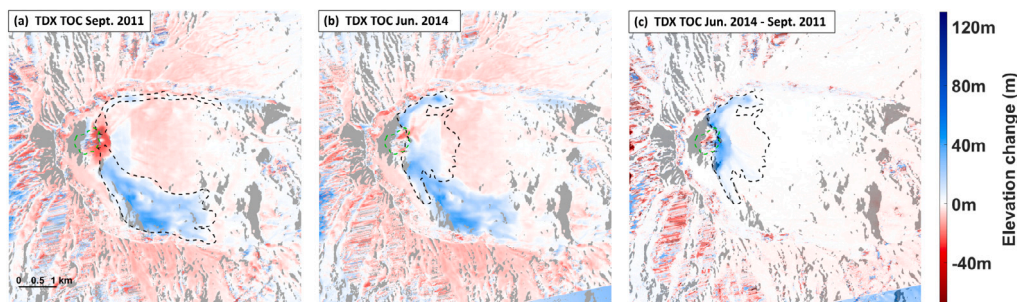 (a) TDX TOC Sept. 2011
(b) TDX TOC Jun. 2014
(c) TDX TOC Jun. 2014 - Sept. 2011
120m
80m
40m
0m
-40m
Elevation change (m)
0 0.5 1 km